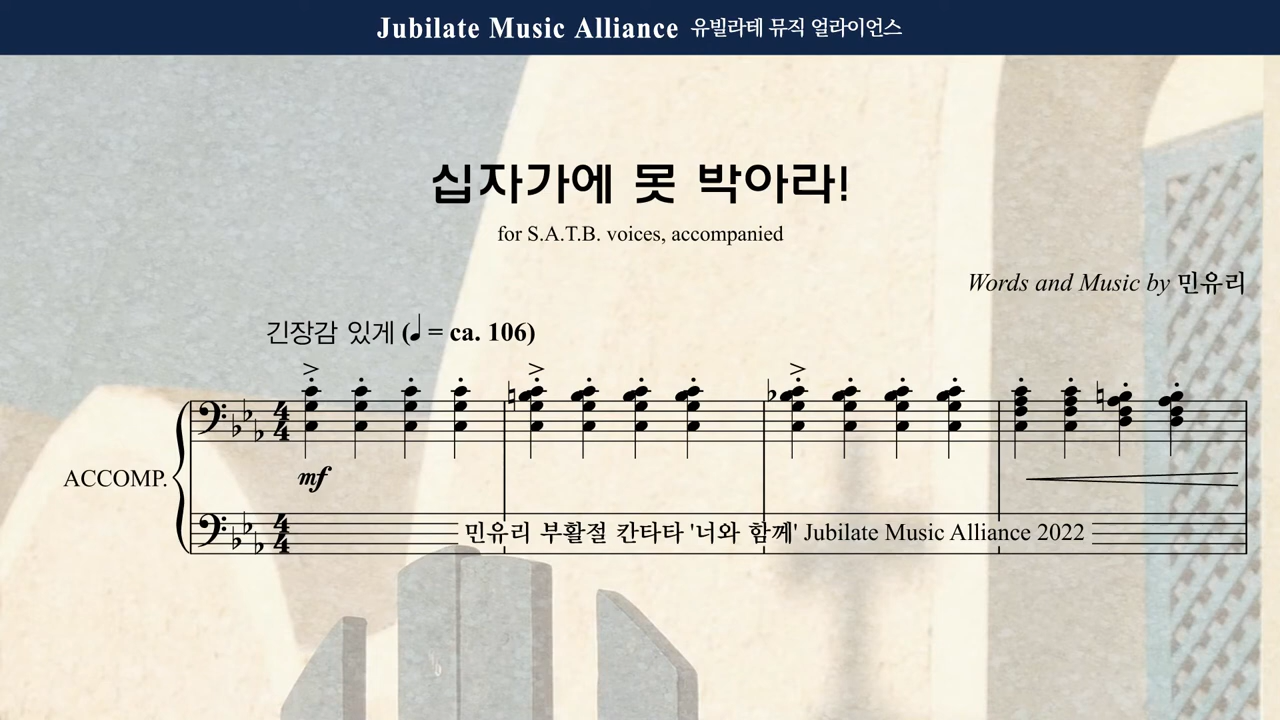 Jubilate Music Alliance 유빌라테 뮤직 얼라이언스
십자가에 못 박아라!
for S.A.T.B. voices, accompanied
Words and Music by 민유리
긴장감 있게 (♩ = ca. 106)
ACCOMP.
mf
민유리 부활절 칸타타 '너와 함께' Jubilate Music Alliance 2022